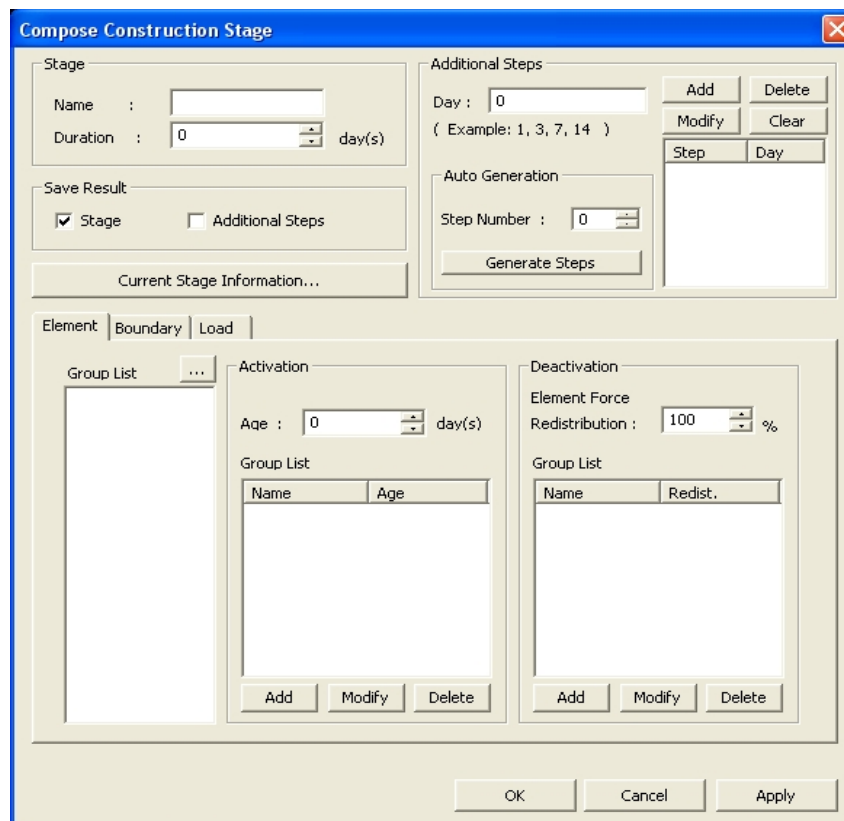 Compose Construction Stage
Stage
Name :
Duration : 0 day(s)
Save Result
Stage Additional Steps
Current Stage Information...
Additional Steps
Day : 0
( Example: 1, 3, 7, 14 )
Add Delete
Modify Clear
Step Day
Auto Generation
Step Number : 0
Generate Steps
Element Boundary Load
Group List ...
Activation
Age : 0 day(s)
Group List
Name Age
Add Modify Delete
Deactivation
Element Force
Redistribution : 100 %
Group List
Name Redist.
Add Modify Delete
OK Cancel Apply